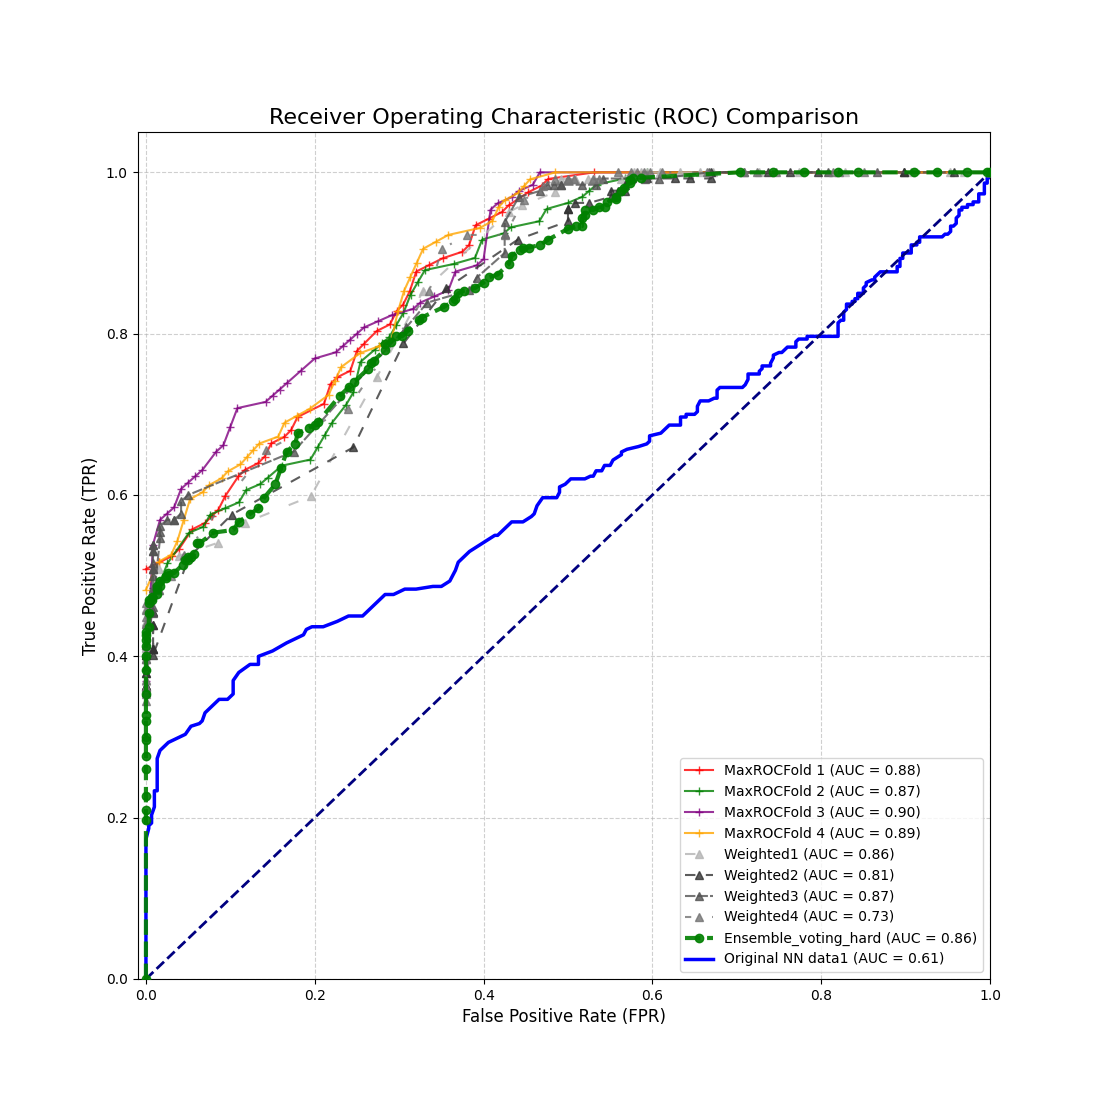 Receiver Operating Characteristic (ROC) Comparison
True Positive Rate (TPR)
1.0
0.8
0.6
0.4
0.2
0.0
MaxROCFold 1 (AUC = 0.88)
MaxROCFold 2 (AUC = 0.87)
MaxROCFold 3 (AUC = 0.90)
MaxROCFold 4 (AUC = 0.89)
Weighted1 (AUC = 0.86)
Weighted2 (AUC = 0.81)
Weighted3 (AUC = 0.87)
Weighted4 (AUC = 0.73)
Ensemble_voting_hard (AUC = 0.86)
Original NN data1 (AUC = 0.61)
0.0 0.2 0.4 0.6 0.8 1.0
False Positive Rate (FPR)